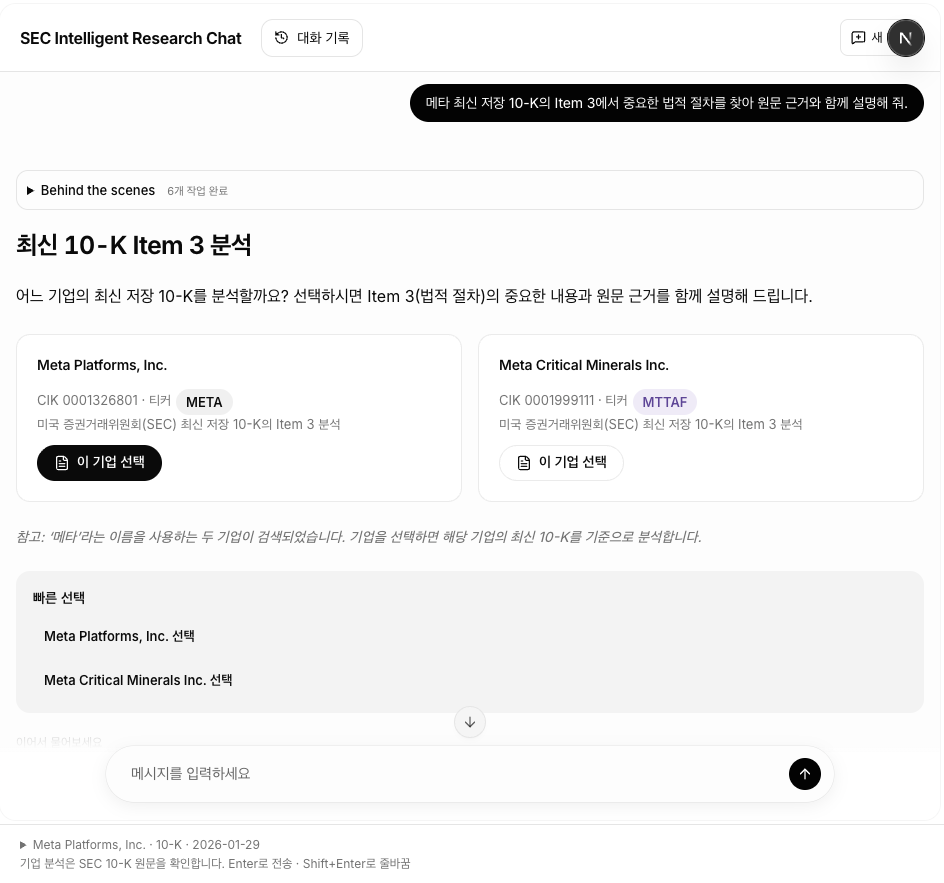 SEC Intelligent Research Chat
대화 기록
새
N
메타 최신 저장 10-K의 Item 3에서 중요한 법적 절차를 찾아 원문 근거와 함께 설명해 줘.
Behind the scenes 6개 작업 완료
최신 10-K Item 3 분석
어느 기업의 최신 저장 10-K를 분석할까요? 선택하시면 Item 3(법적 절차)의 중요한 내용과 원문 근거를 함께 설명해 드립니다.
Meta Platforms, Inc.
CIK 0001326801 · 티커 META
미국 증권거래위원회(SEC) 최신 저장 10-K의 Item 3 분석
이 기업 선택
Meta Critical Minerals Inc.
CIK 0001999111 · 티커 MTTAF
미국 증권거래위원회(SEC) 최신 저장 10-K의 Item 3 분석
이 기업 선택
참고: ‘메타’라는 이름을 사용하는 두 기업이 검색되었습니다. 기업을 선택하면 해당 기업의 최신 10-K를 기준으로 분석합니다.
빠른 선택
Meta Platforms, Inc. 선택
Meta Critical Minerals Inc. 선택
이어서 물어보세요
메시지를 입력하세요
Meta Platforms, Inc. · 10-K · 2026-01-29
기업 분석은 SEC 10-K 원문을 확인합니다. Enter로 전송 · Shift+Enter로 줄바꿈